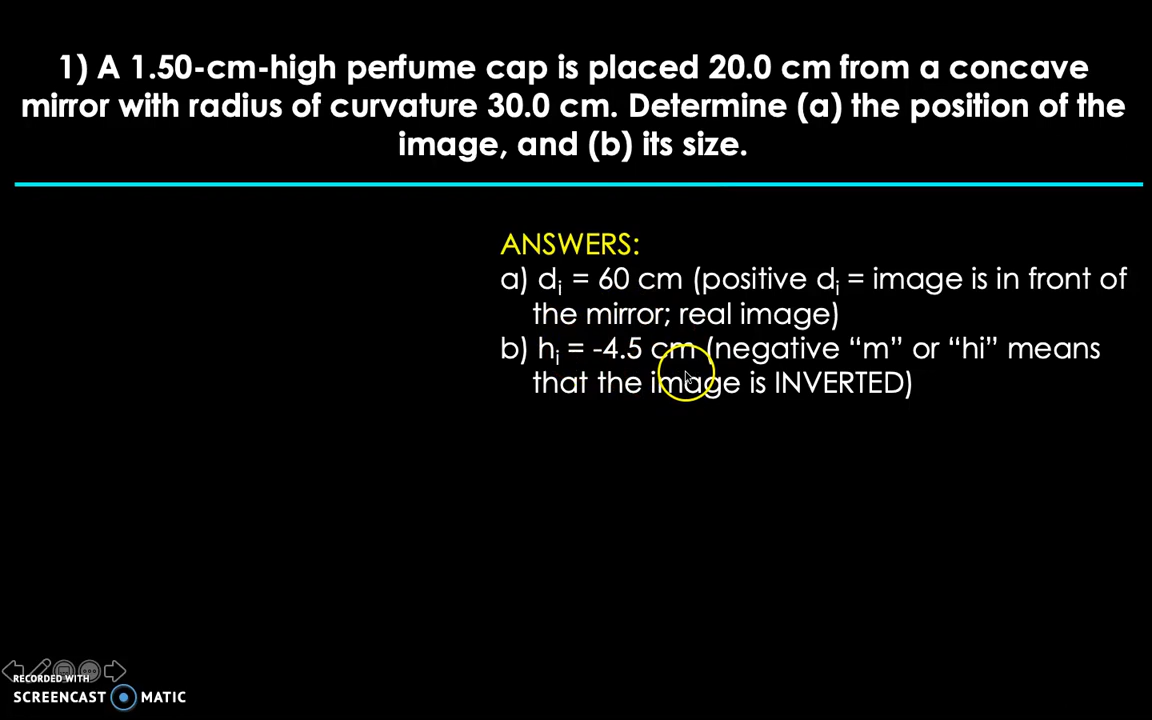 1) A 1.50-cm-high perfume cap is placed 20.0 cm from a concave
mirror with radius of curvature 30.0 cm. Determine (a) the position of the
image, and (b) its size.
ANSWERS:
a) di = 60 cm (positive di = image is in front of
the mirror; real image)
b) hi = -4.5 cm (negative “m” or “hi” means
that the image is INVERTED)
RECORDED WITH
SCREENCAST MATIC